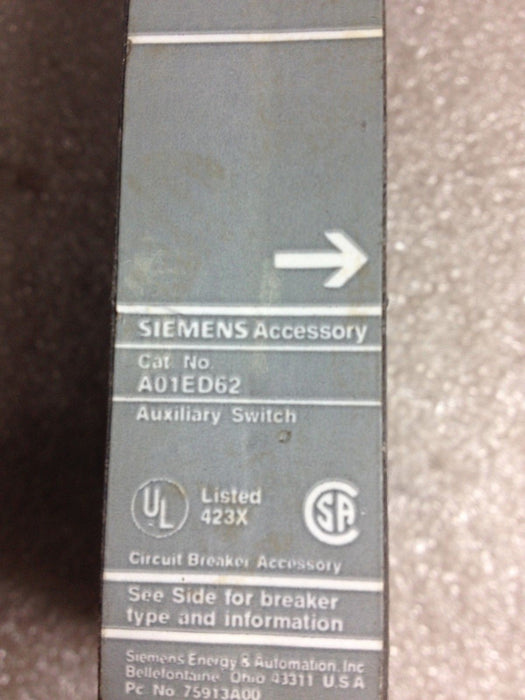 SIEMENS Accessory
Cat. No.
A01ED62
Auxiliary Switch
UL Listed
423X
SA
Circuit Breaker Accessory
See Side for breaker
type and information
Siemens Energy & Automation, Inc
Bellefontaine, Ohio 43311 U.S.A
Pc. No. 75913A00